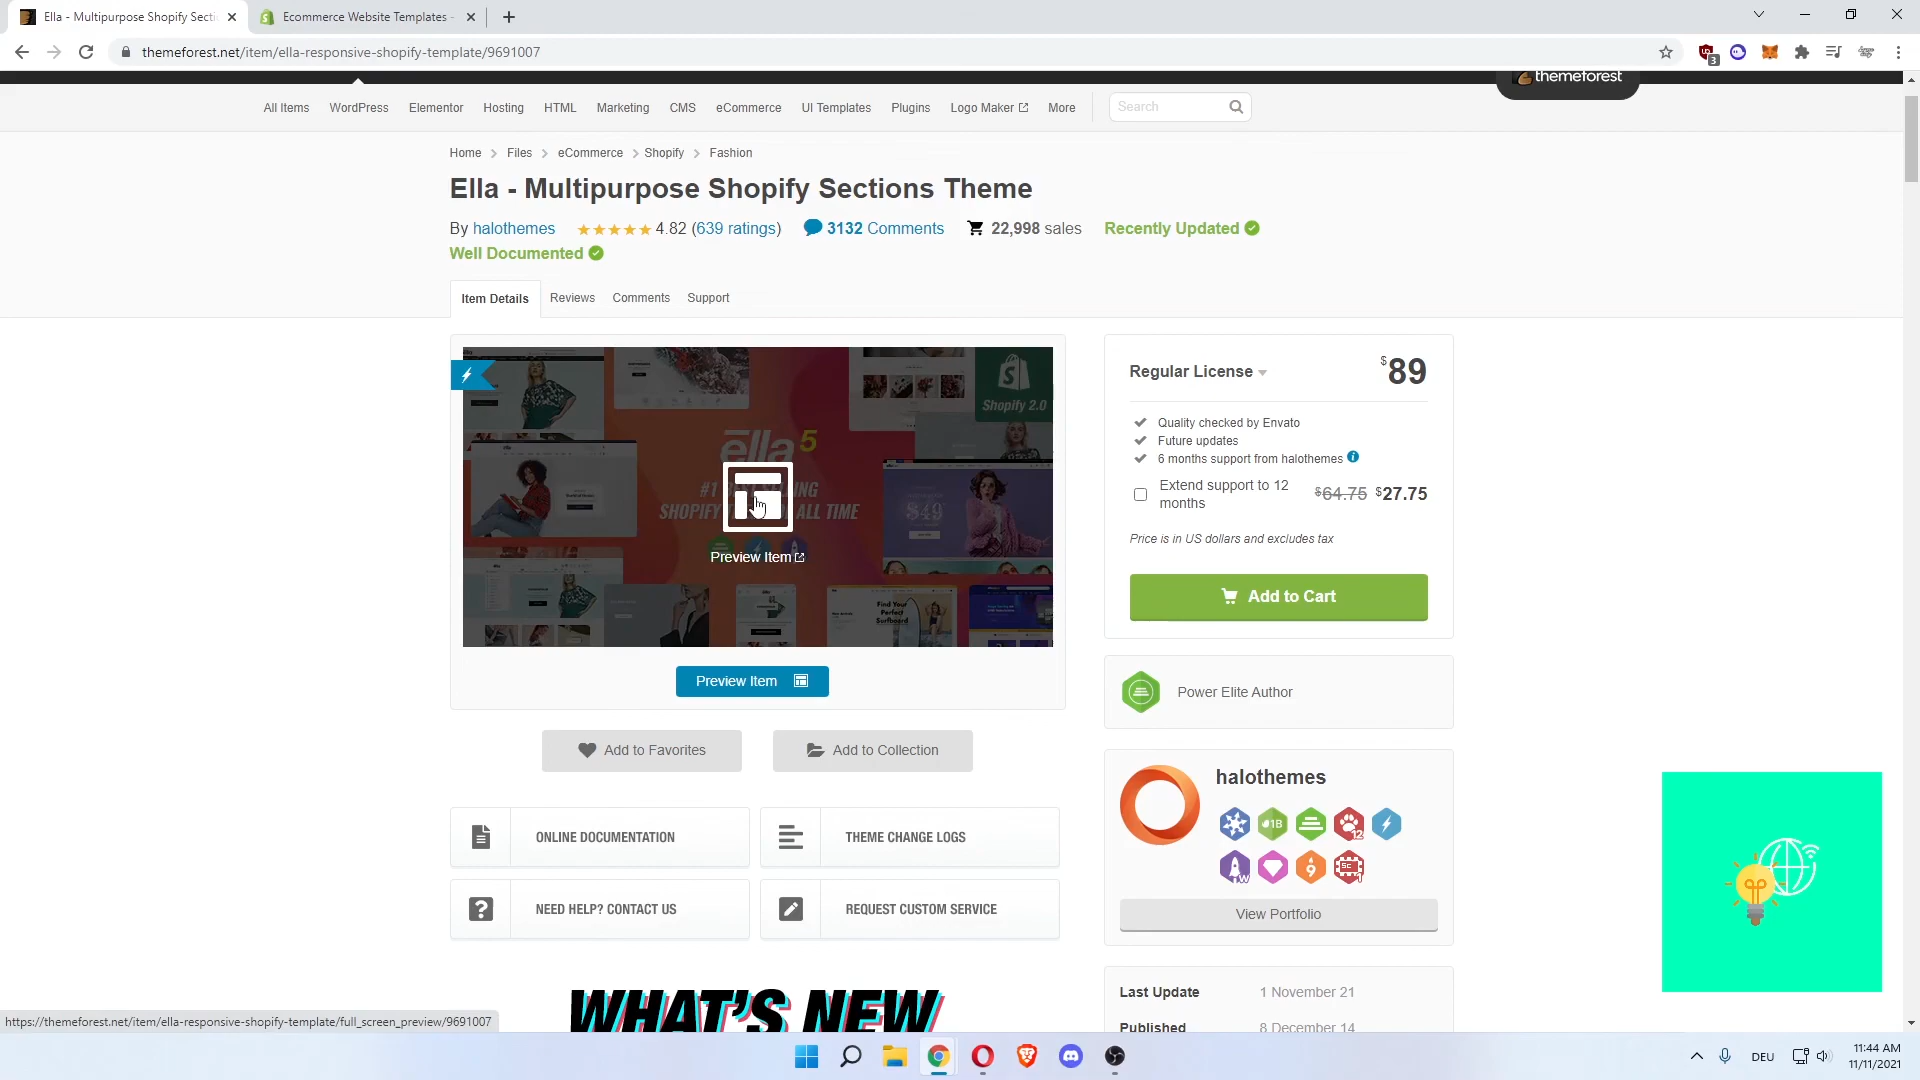 Ella - Multipurpose Shopify Secti
Ecommerce Website Templates -
themeforest.net/item/ella-responsive-shopify-template/9691007
3
themeforest
All Items WordPress Elementor Hosting HTML Marketing CMS eCommerce UI Templates Plugins Logo Maker More
Search
Home Files eCommerce Shopify Fashion
Ella - Multipurpose Shopify Sections Theme
By halothemes 4.82 (639 ratings) 3132 Comments 22,998 sales Recently Updated
Well Documented
Item Details Reviews Comments Support
Shopify 2.0
ella 5
SHOPIFY ALL TIME
$49
Preview Item
Find Your
Perfect
Surfboard
Preview Item
Add to Favorites Add to Collection
ONLINE DOCUMENTATION THEME CHANGE LOGS
NEED HELP? CONTACT US REQUEST CUSTOM SERVICE
WHAT'S NEW
Regular License $89
Quality checked by Envato
Future updates
6 months support from halothemes
Extend support to 12 months $64.75 $27.75
Price is in US dollars and excludes tax
Add to Cart
Power Elite Author
halothemes
View Portfolio
Last Update 1 November 21
Published 8 December 14
https://themeforest.net/item/ella-responsive-shopify-template/full_screen_preview/9691007
DEU
11:44 AM
11/11/2021